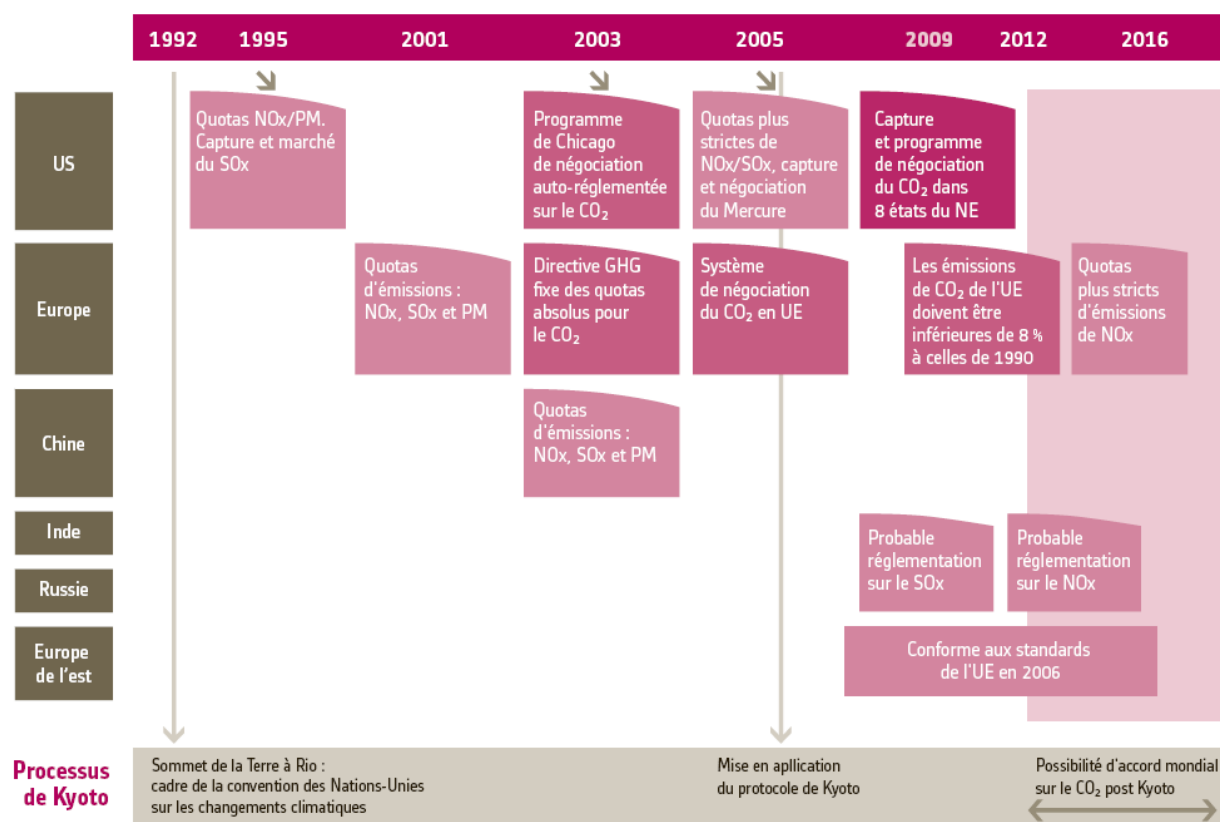 1992 1995 2001 2003 2005 2009 2012 2016
US
Quotas NOx/PM.
Capture et marché
du SOx
Programme
de Chicago
de négociation
auto-réglementée
sur le CO₂
Quotas plus
strictes de
NOx/SOx, capture
et négociation
du Mercure
Capture
et programme
de négociation
du CO₂ dans
8 états du NE
Europe
Quotas
d'émissions :
NOx, SOx et PM
Directive GHG
fixe des quotas
absolus pour
le CO₂
Système
de négociation
du CO₂ en UE
Les émissions
de CO₂ de l'UE
doivent être
inférieures de 8 %
à celles de 1990
Quotas
plus stricts
d'émissions
de NOx
Chine
Quotas
d'émissions :
NOx, SOx et PM
Inde
Russie
Probable
réglementation
sur le SOx
Probable
réglementation
sur le NOx
Europe
de l'est
Conforme aux standards
de l'UE en 2006
Processus
de Kyoto
Sommet de la Terre à Rio :
cadre de la convention des Nations-Unies
sur les changements climatiques
Mise en apllication
du protocole de Kyoto
Possibilité d'accord mondial
sur le CO₂ post Kyoto